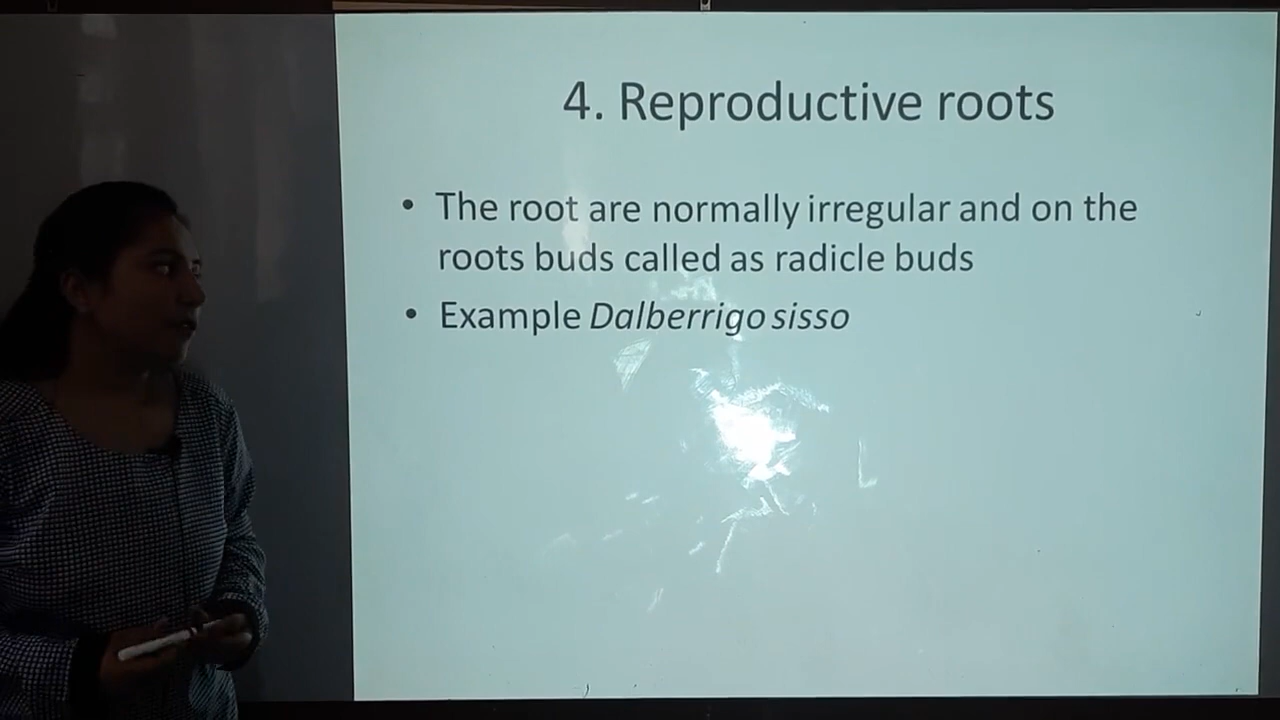 4. Reproductive roots
• The root are normally irregular and on the
roots buds called as radicle buds
• Example Dalberrigo sisso